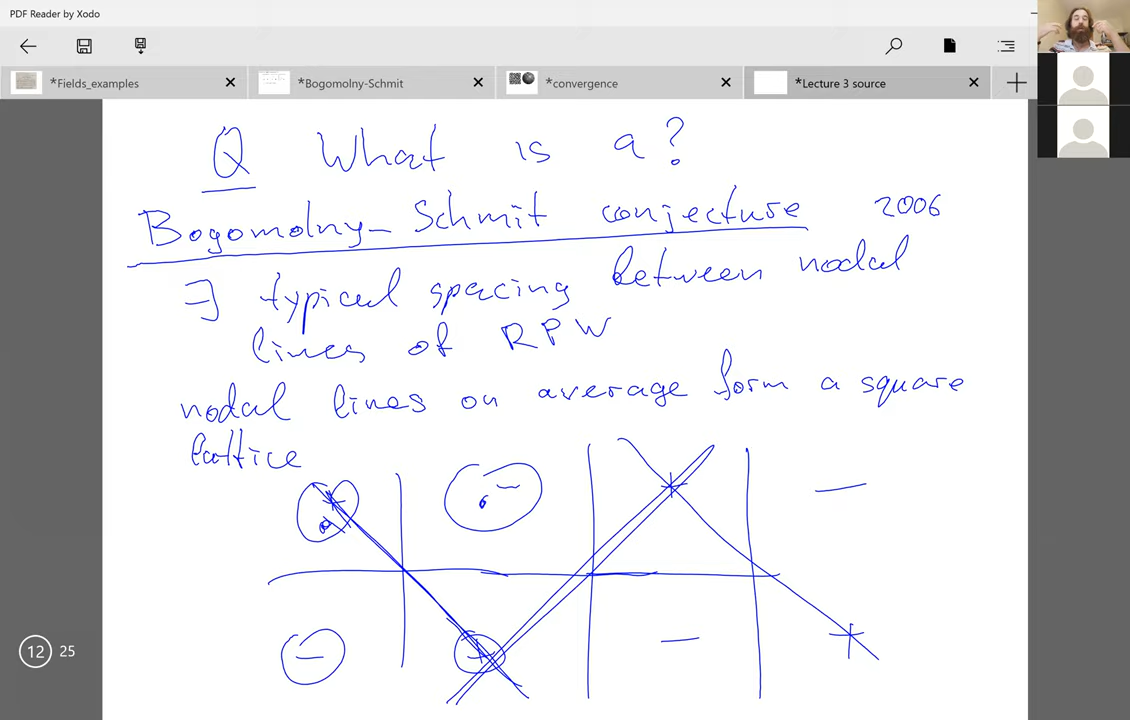 PDF Reader by Xodo
*Fields_examples
*Bogomolny-Schmit
*convergence
*Lecture 3 source
Q What is a?
Bogomolny-Schmit conjecture 2006
∃ typical spacing between nodal
lines of RPW
nodal lines on average form a square
lattice
+ - + -
- + - +
12 25